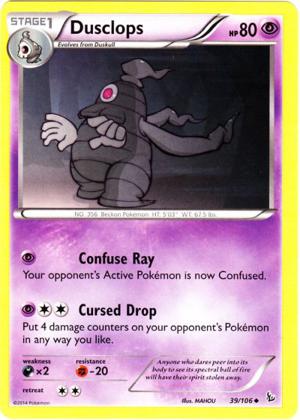 STAGE1
Dusclops
HP80
Evolves from Duskull
NO. 356 Beckon Pokémon HT. 5'03" WT. 67.5 lbs.
Confuse Ray
Your opponent's Active Pokémon is now Confused.
Cursed Drop
Put 4 damage counters on your opponent's Pokémon
in any way you like.
weakness
×2
resistance
-20
retreat
Anyone who dares peer into its
body to see its spectral ball of fire
will have their spirit stolen away.
Illus. MAHOU
39/106
©2014 Pokémon